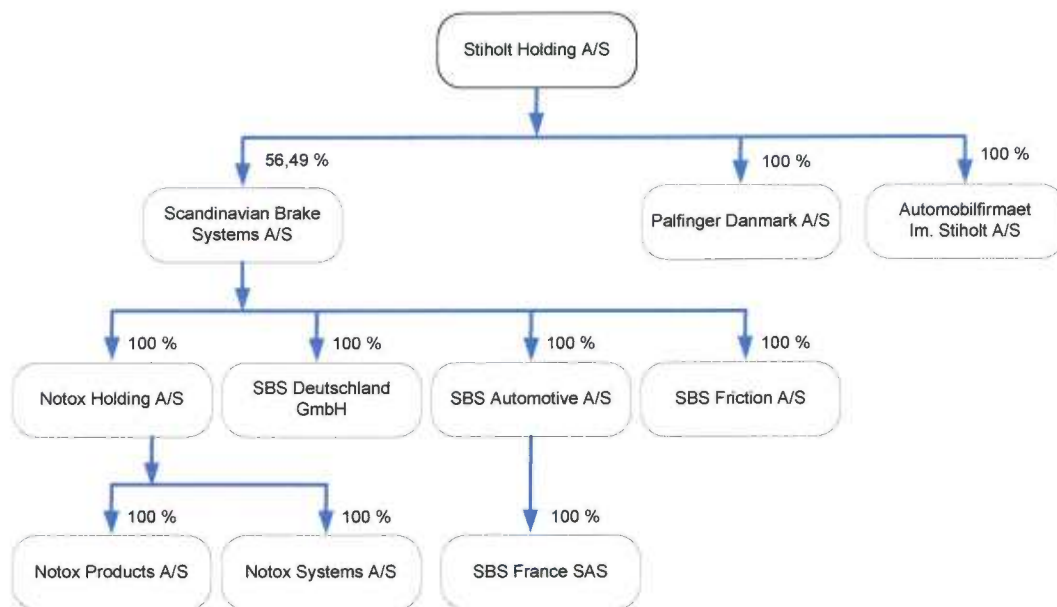 Stiholt Holding A/S
56,49 %
100 %
100 %
Scandinavian Brake
Systems A/S
Palfinger Danmark A/S
Automobilfirmaet
Im. Stiholt A/S
100 %
100 %
100 %
100 %
Notox Holding A/S
SBS Deutschland
GmbH
SBS Automotive A/S
SBS Friction A/S
100 %
100 %
100 %
Notox Products A/S
Notox Systems A/S
SBS France SAS